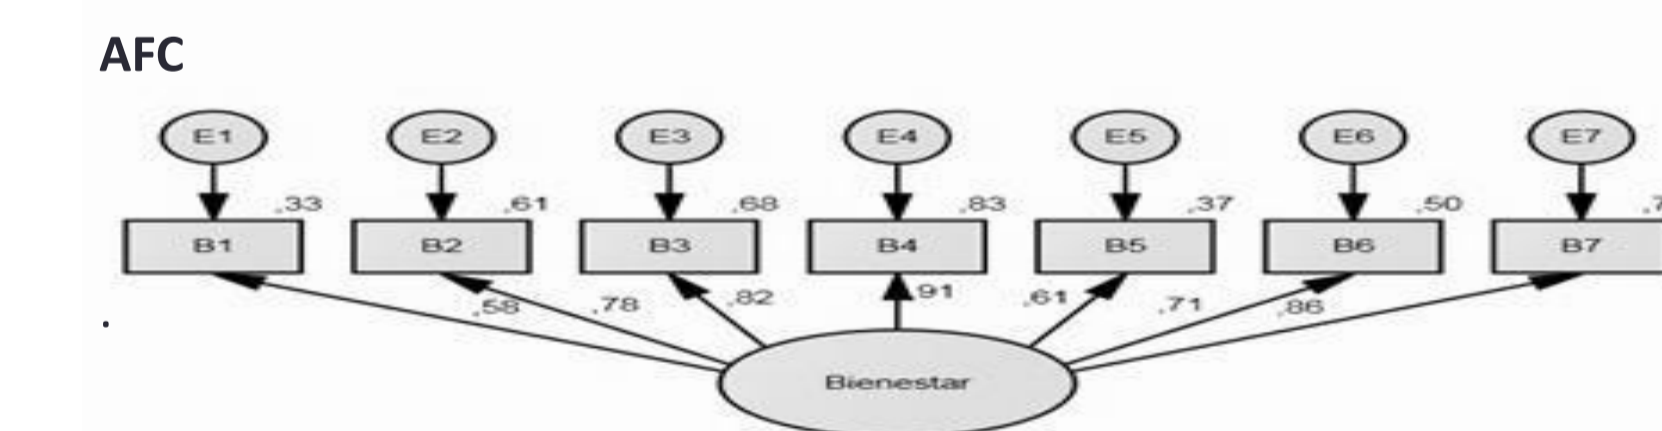 AFC
E1 E2 E3 E4 E5 E6 E7
,33 ,61 ,68 ,83 ,37 ,50 ,7
B1 B2 B3 B4 B5 B6 B7
,58 ,78 ,82 ,91 ,61 ,71 ,86
.
Bienestar